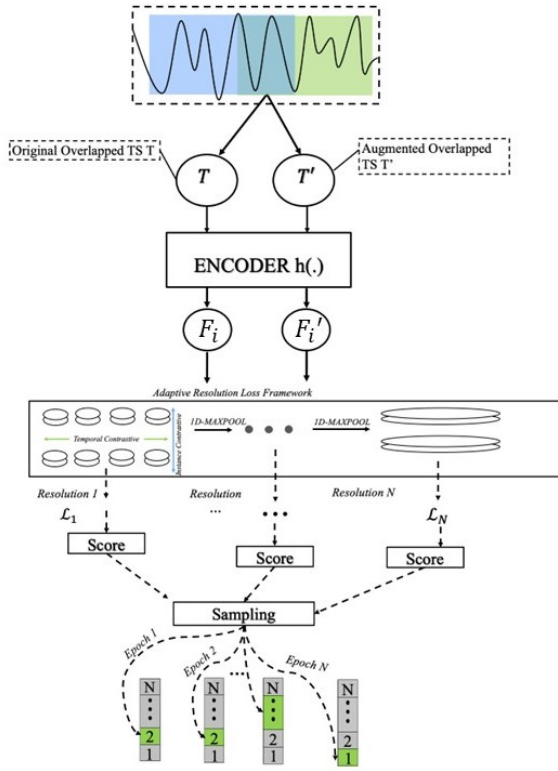 Original Overlapped TS T
T
T'
Augmented Overlapped
TS T'
ENCODER h(.)
F_i
F_i'
Adaptive Resolution Loss Framework
Temporal Contrastive
Instance Contrastive
1D-MAXPOOL
1D-MAXPOOL
Resolution 1
Resolution
...
Resolution N
ℒ_1
ℒ_N
Score
Score
Score
Sampling
Epoch 1
Epoch 2
...
Epoch N
N
2
1
N
2
1
N
2
1
N
2
1